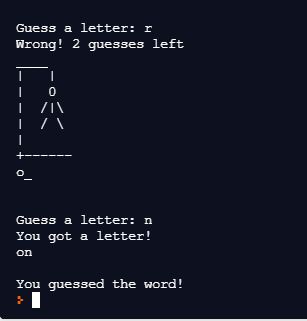 Guess a letter: r
Wrong! 2 guesses left
____
|   |
|   O
|  /|\
|  / \
|
+------
o_
Guess a letter: n
You got a letter!
on
You guessed the word!